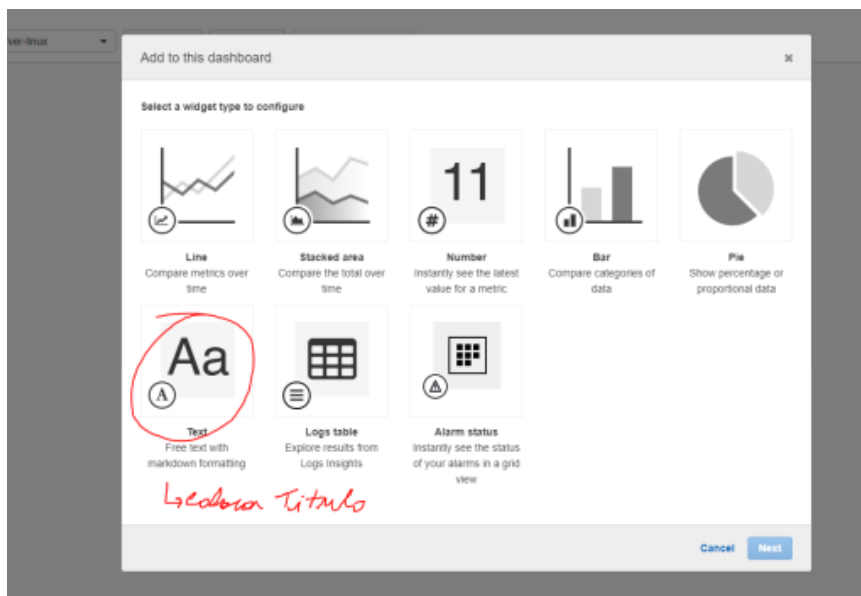 ver-linux
Add to this dashboard
×
Select a widget type to configure
11
#
Line
Compare metrics over
time
Stacked area
Compare the total over
time
Number
Instantly see the latest
value for a metric
Bar
Compare categories of
data
Pie
Show percentage or
proportional data
Aa
A
Text
Free text with
markdown formatting
Logs table
Explore results from
Logs Insights
Alarm status
Instantly see the status
of your alarms in a grid
view
Titulo
Cancel
Next